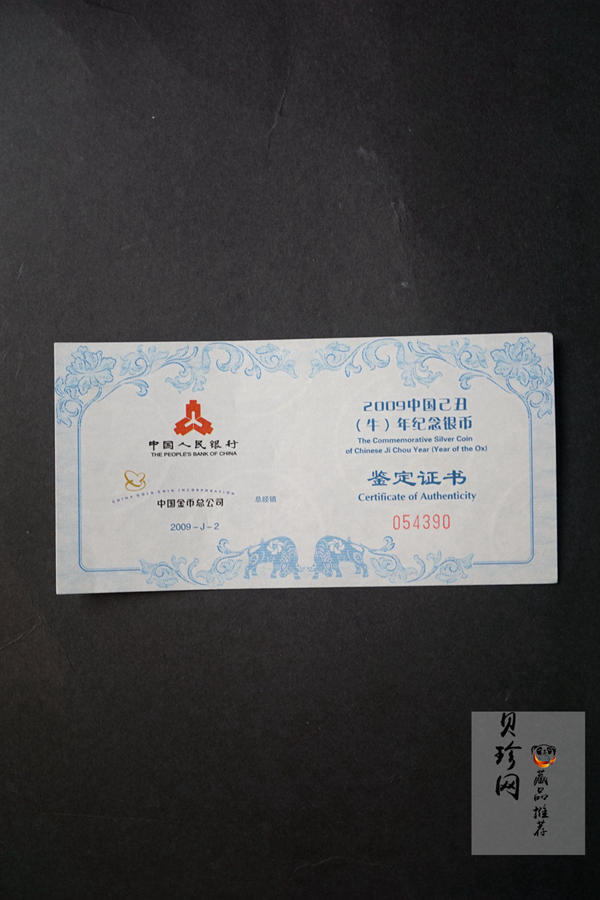 中国人民银行
THE PEOPLE'S BANK OF CHINA
CHINA GOLD COIN INCORPORATION
中国金币总公司 总经销
2009-J-2
2009中国己丑
（牛）年纪念银币
The Commemorative Silver Coin
of Chinese Ji Chou Year (Year of the Ox)
鉴定证书
Certificate of Authenticity
054390
贝珍网
藏品推荐